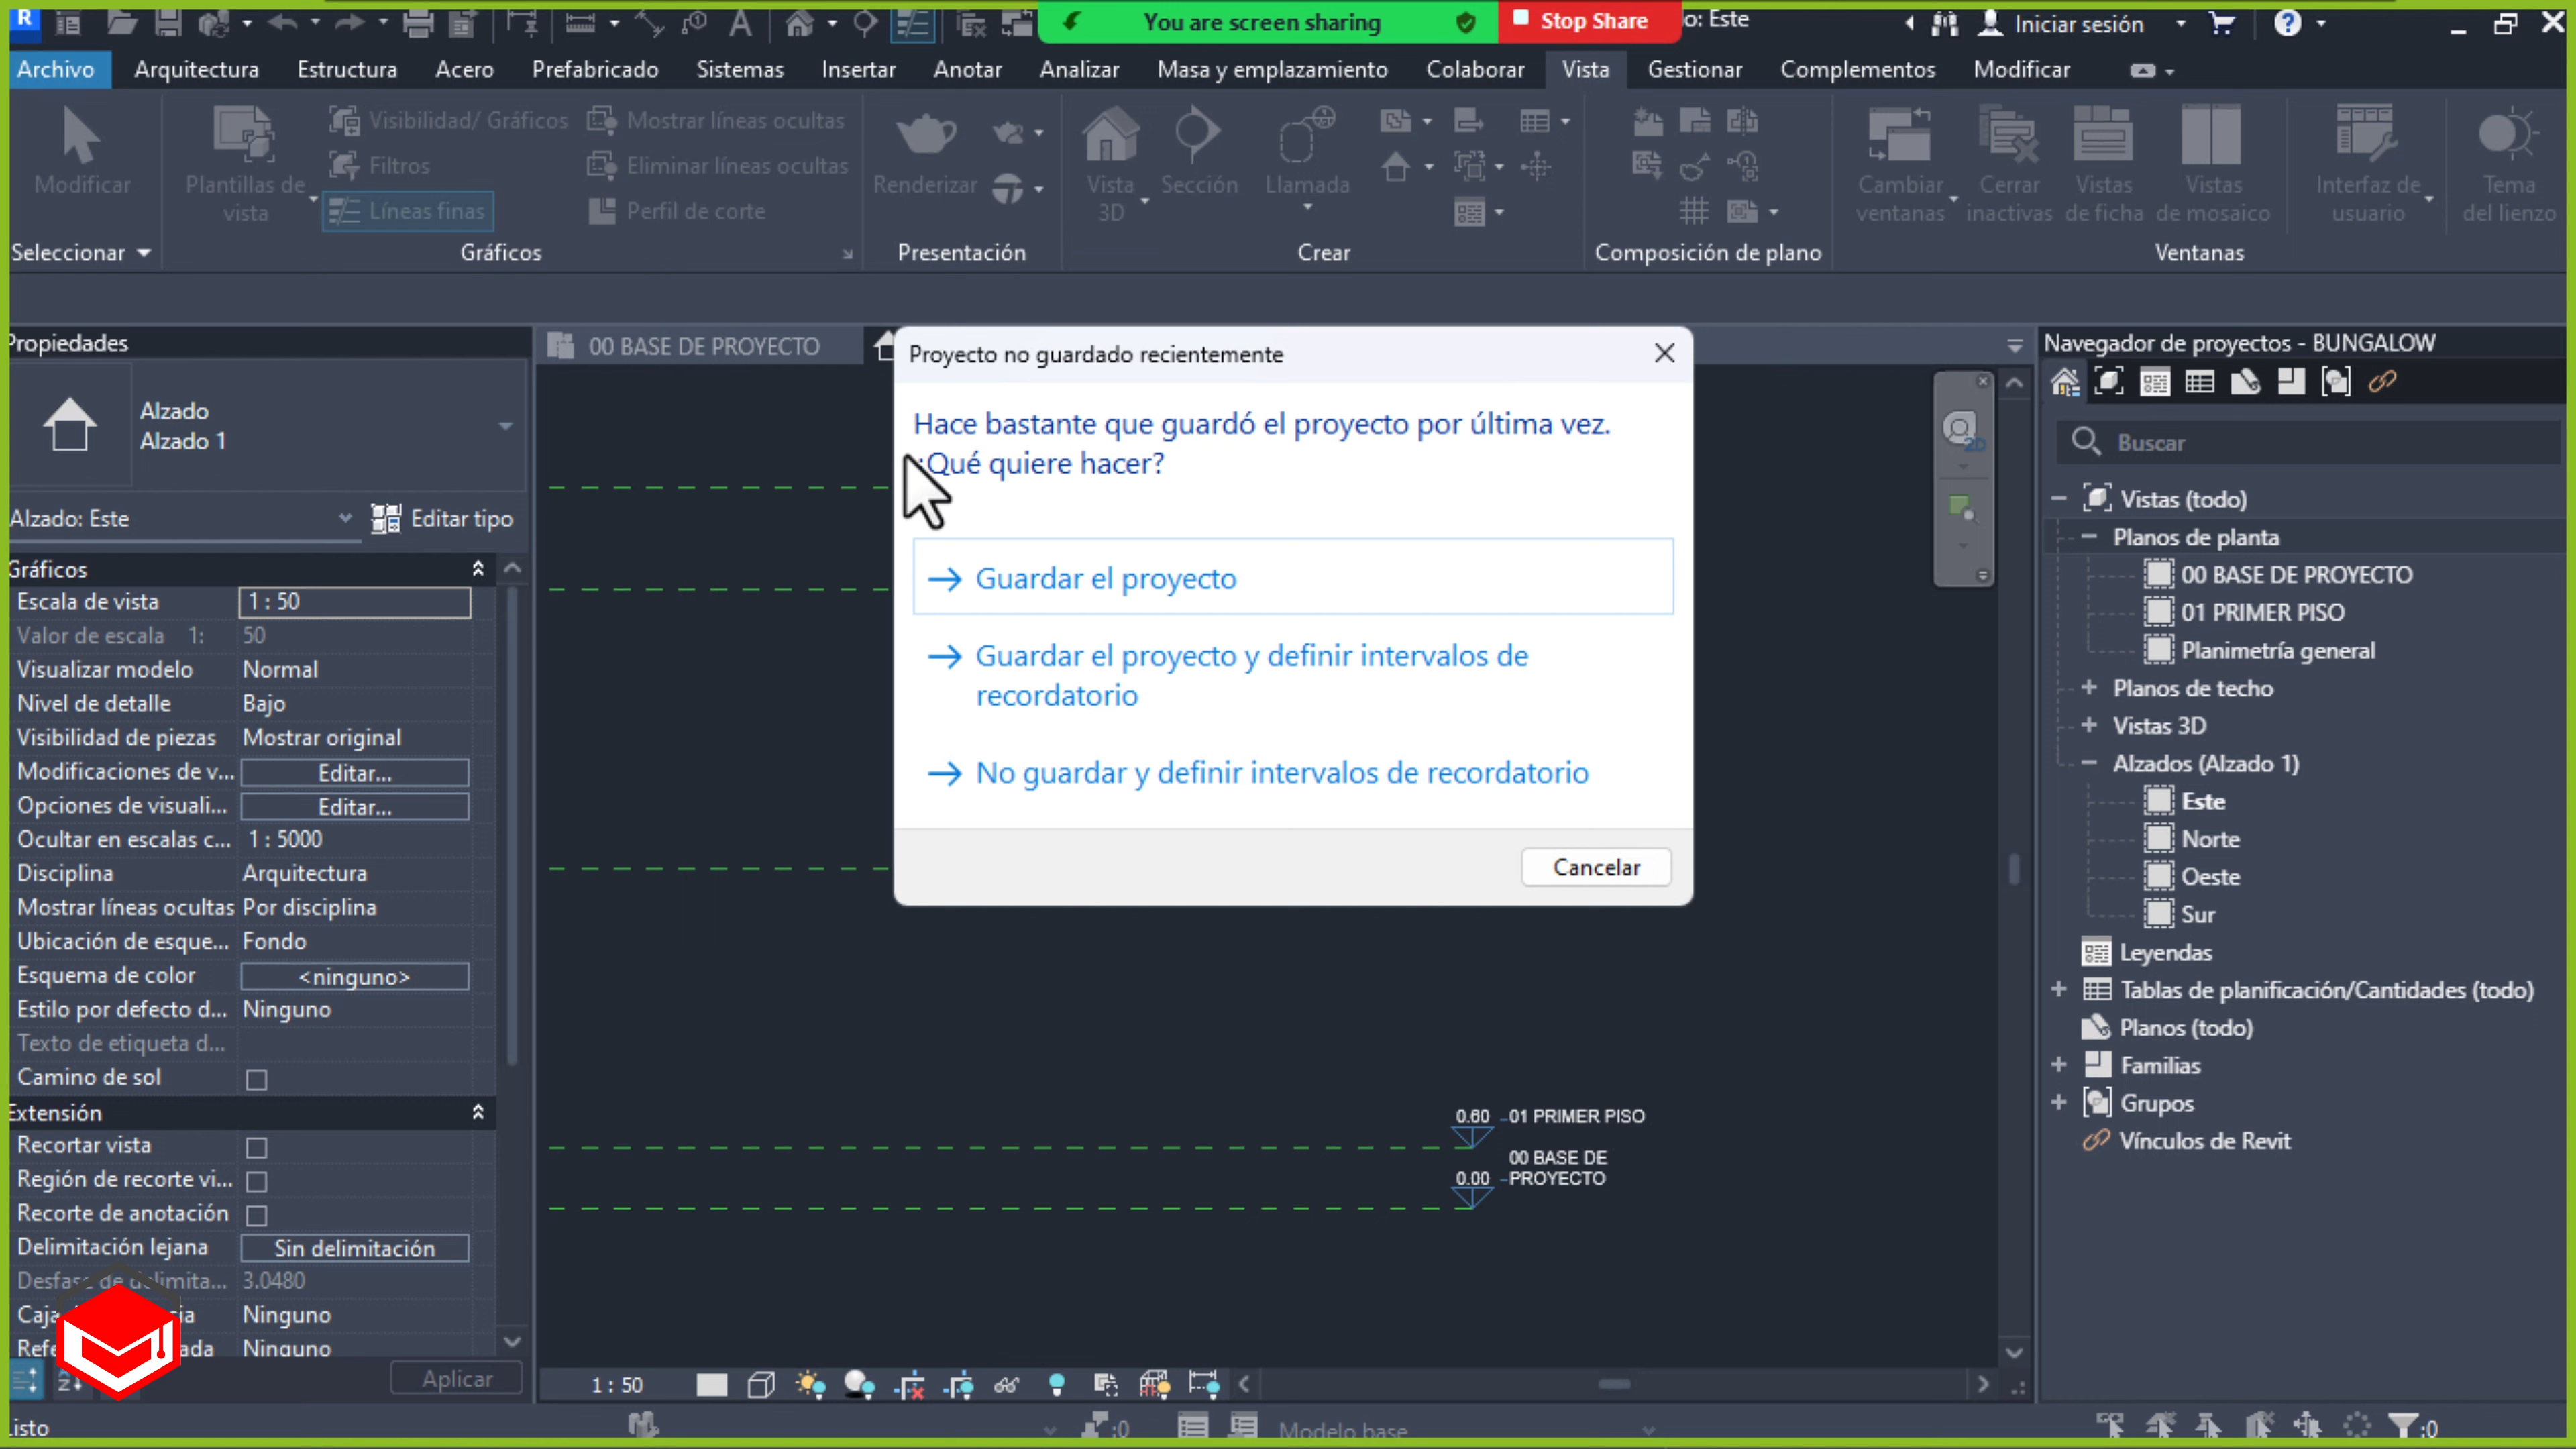 R
You are screen sharing
Stop Share
o: Este
Iniciar sesión
Archivo Arquitectura Estructura Acero Prefabricado Sistemas Insertar Anotar Analizar Masa y emplazamiento Colaborar Vista Gestionar Complementos Modificar
Modificar
Plantillas de vista
Visibilidad/ Gráficos
Filtros
Líneas finas
Mostrar líneas ocultas
Eliminar líneas ocultas
Perfil de corte
Renderizar
Vista 3D
Sección
Llamada
Cambiar ventanas
Cerrar inactivas
Vistas de ficha
Vistas de mosaico
Interfaz de usuario
Tema del lienzo
Seleccionar
Gráficos
Presentación
Crear
Composición de plano
Ventanas
Propiedades
Alzado
Alzado 1
Alzado: Este
Editar tipo
Gráficos
Escala de vista 1 : 50
Valor de escala 1: 50
Visualizar modelo Normal
Nivel de detalle Bajo
Visibilidad de piezas Mostrar original
Modificaciones de v... Editar...
Opciones de visuali... Editar...
Ocultar en escalas c... 1 : 5000
Disciplina Arquitectura
Mostrar líneas ocultas Por disciplina
Ubicación de esque... Fondo
Esquema de color <ninguno>
Estilo por defecto d... Ninguno
Texto de etiqueta d...
Camino de sol
Extensión
Recortar vista
Región de recorte vi...
Recorte de anotación
Delimitación lejana Sin delimitación
Desfase de delimita... 3.0480
Caja ia Ninguno
Refe ada Ninguno
Aplicar
00 BASE DE PROYECTO
Proyecto no guardado recientemente
Hace bastante que guardó el proyecto por última vez.
¿Qué quiere hacer?
Guardar el proyecto
Guardar el proyecto y definir intervalos de
recordatorio
No guardar y definir intervalos de recordatorio
Cancelar
2D
0.60 01 PRIMER PISO
00 BASE DE
0.00 PROYECTO
1 : 50
Navegador de proyectos - BUNGALOW
Buscar
Vistas (todo)
Planos de planta
00 BASE DE PROYECTO
01 PRIMER PISO
Planimetría general
Planos de techo
Vistas 3D
Alzados (Alzado 1)
Este
Norte
Oeste
Sur
Leyendas
Tablas de planificación/Cantidades (todo)
Planos (todo)
Familias
Grupos
Vínculos de Revit
isto
:0
Modelo base
:0